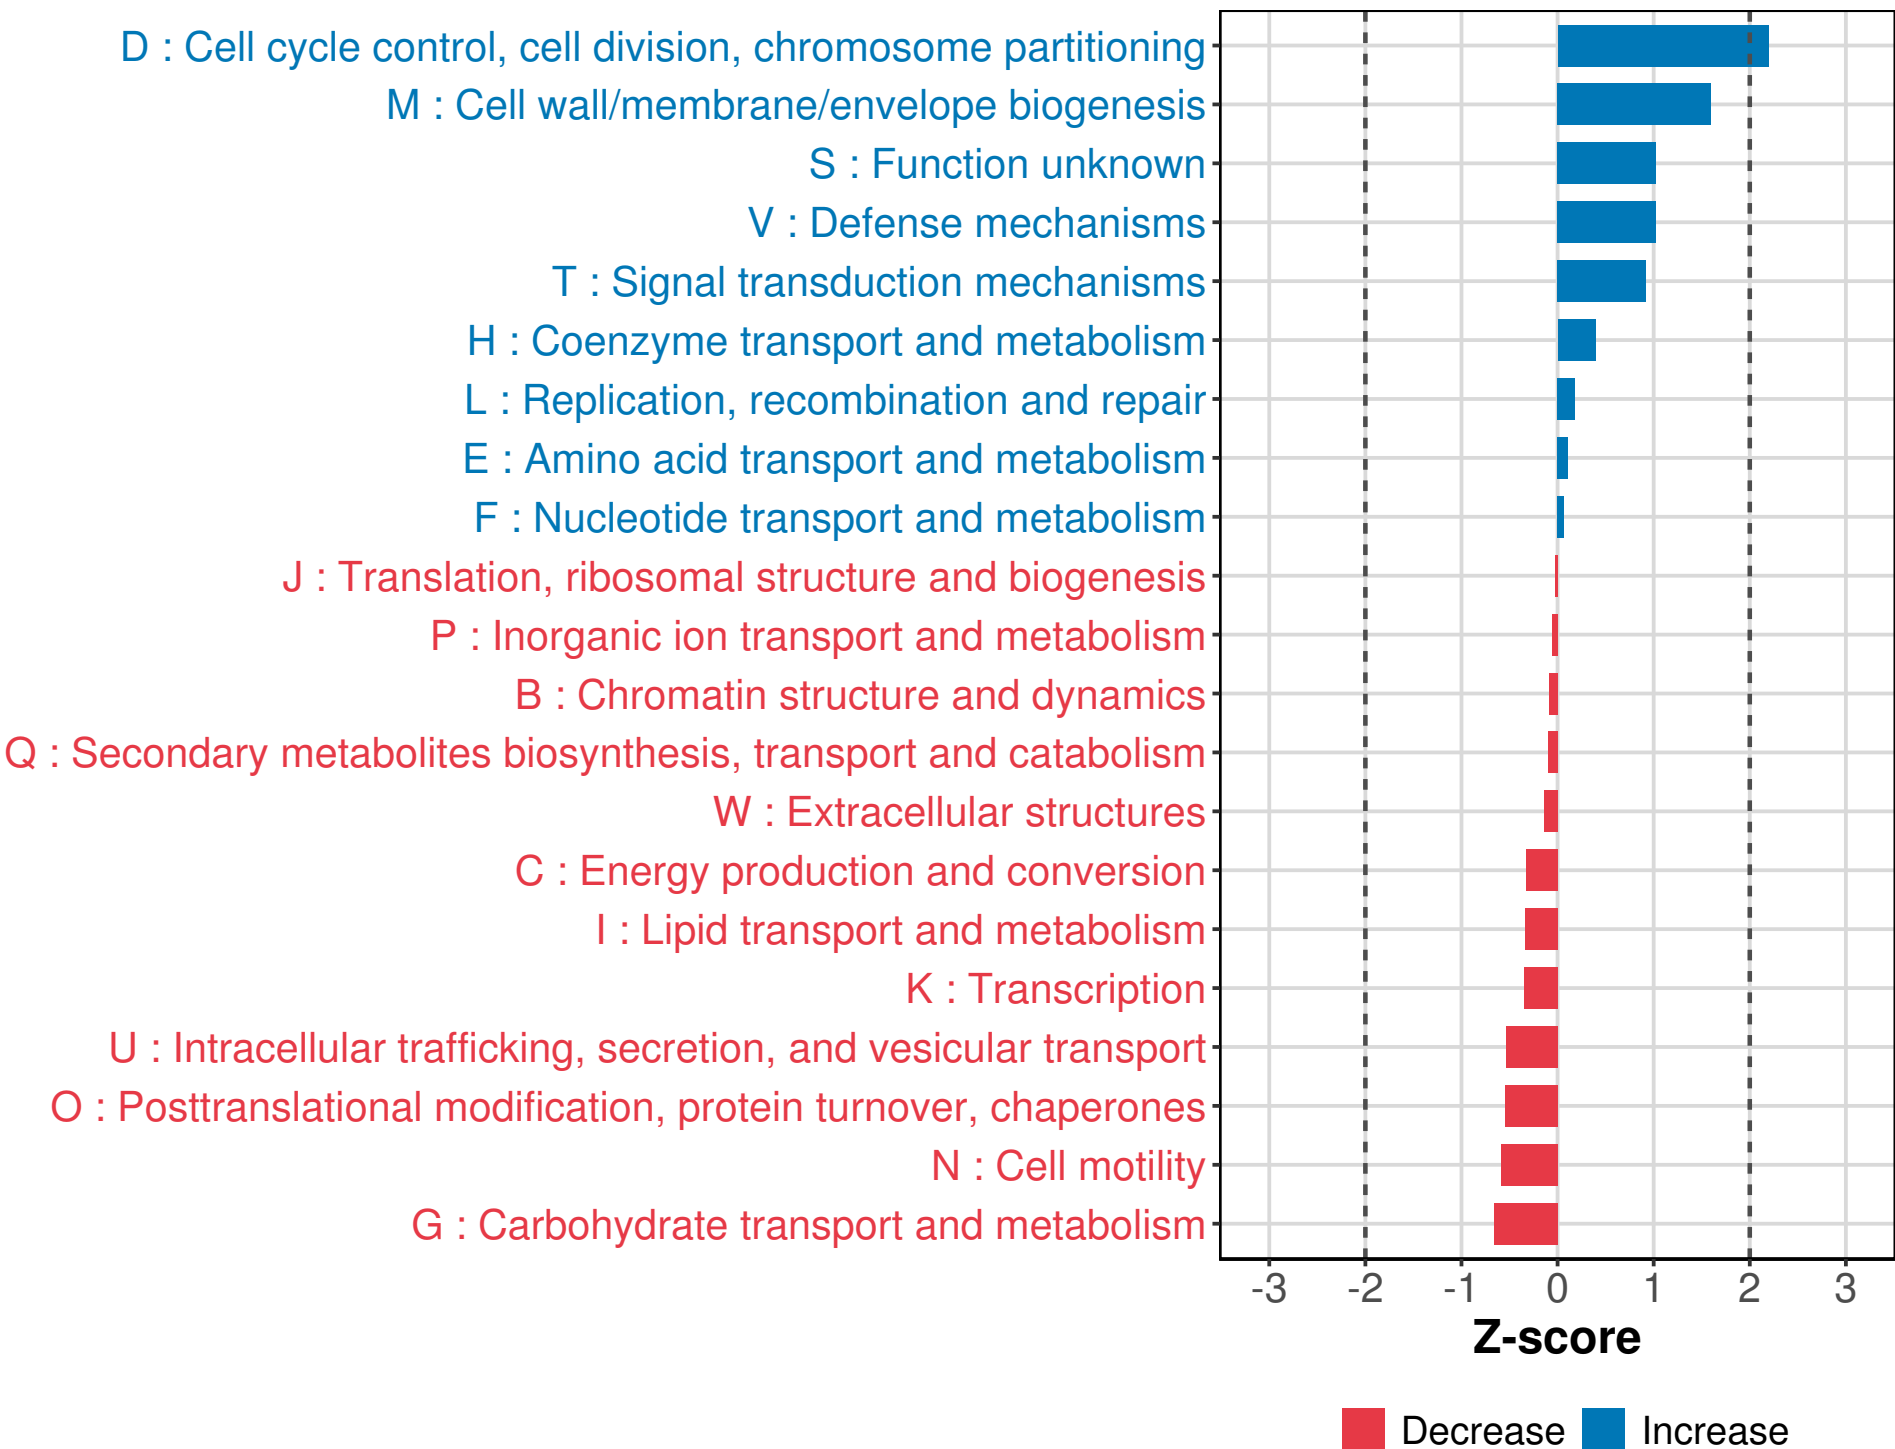 D : Cell cycle control, cell division, chromosome partitioning
M : Cell wall/membrane/envelope biogenesis
S : Function unknown
V : Defense mechanisms
T : Signal transduction mechanisms
H : Coenzyme transport and metabolism
L : Replication, recombination and repair
E : Amino acid transport and metabolism
F : Nucleotide transport and metabolism
J : Translation, ribosomal structure and biogenesis
P : Inorganic ion transport and metabolism
B : Chromatin structure and dynamics
Q : Secondary metabolites biosynthesis, transport and catabolism
W : Extracellular structures
C : Energy production and conversion
I : Lipid transport and metabolism
K : Transcription
U : Intracellular trafficking, secretion, and vesicular transport
O : Posttranslational modification, protein turnover, chaperones
N : Cell motility
G : Carbohydrate transport and metabolism
-3 -2 -1 0 1 2 3
Z-score
Decrease Increase